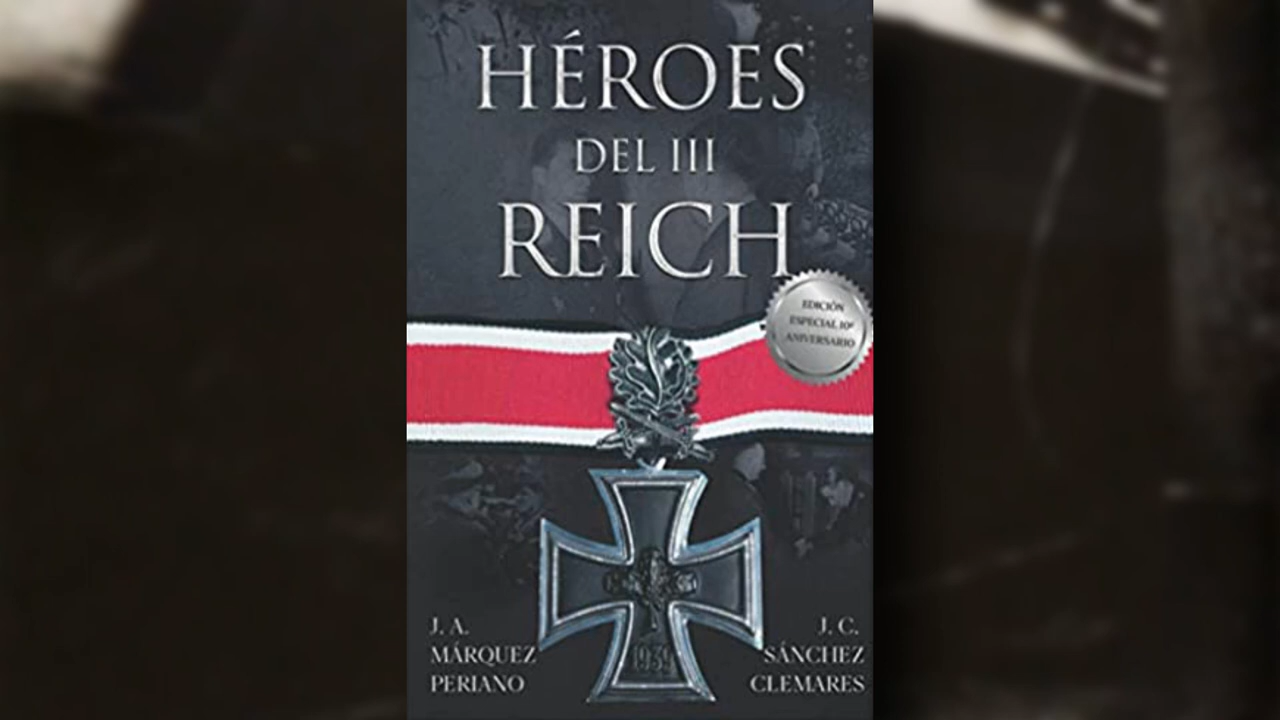 HÉROES
DEL III
REICH
EDICIÓN
ESPECIAL 10º
ANIVERSARIO
1939
J. A.
MÁRQUEZ
PERIANO
J. C.
SÁNCHEZ
CLEMARES